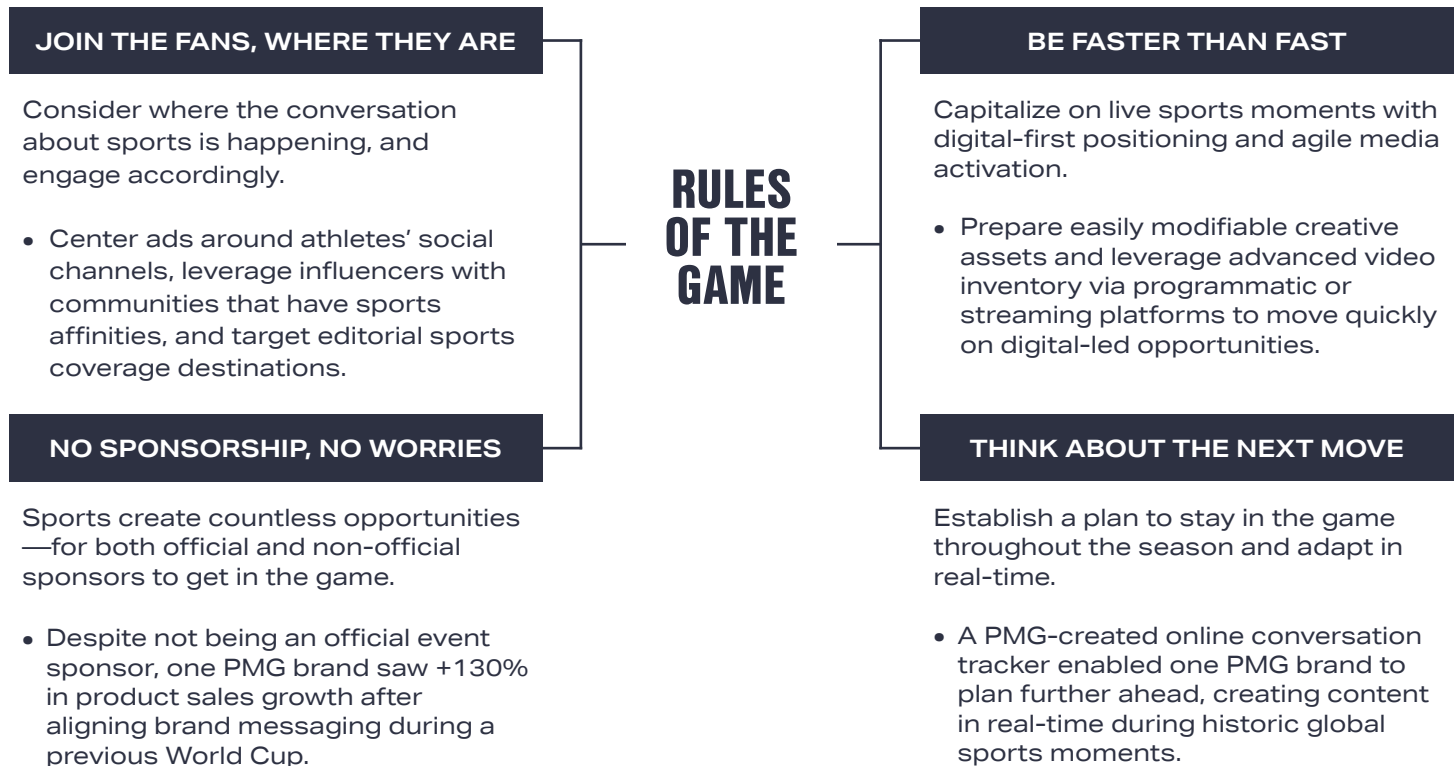 JOIN THE FANS, WHERE THEY ARE
Consider where the conversation
about sports is happening, and
engage accordingly.
• Center ads around athletes’ social
channels, leverage influencers with
communities that have sports
affinities, and target editorial sports
coverage destinations.
NO SPONSORSHIP, NO WORRIES
Sports create countless opportunities
—for both official and non-official
sponsors to get in the game.
• Despite not being an official event
sponsor, one PMG brand saw +130%
in product sales growth after
aligning brand messaging during a
previous World Cup.
RULES
OF THE
GAME
BE FASTER THAN FAST
Capitalize on live sports moments with
digital-first positioning and agile media
activation.
• Prepare easily modifiable creative
assets and leverage advanced video
inventory via programmatic or
streaming platforms to move quickly
on digital-led opportunities.
THINK ABOUT THE NEXT MOVE
Establish a plan to stay in the game
throughout the season and adapt in
real-time.
• A PMG-created online conversation
tracker enabled one PMG brand to
plan further ahead, creating content
in real-time during historic global
sports moments.